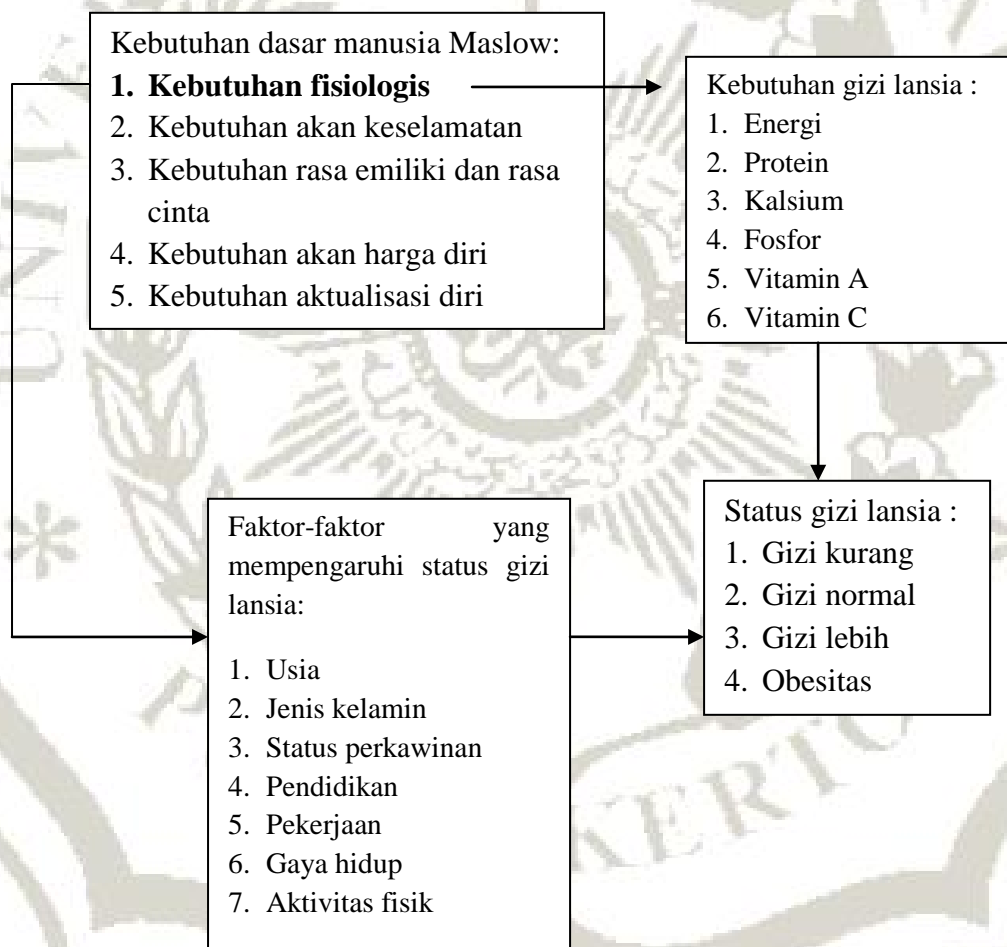 Kebutuhan dasar manusia Maslow:
1. Kebutuhan fisiologis
2. Kebutuhan akan keselamatan
3. Kebutuhan rasa emiliki dan rasa
cinta
4. Kebutuhan akan harga diri
5. Kebutuhan aktualisasi diri
Kebutuhan gizi lansia :
1. Energi
2. Protein
3. Kalsium
4. Fosfor
5. Vitamin A
6. Vitamin C
Faktor-faktor yang
mempengaruhi status gizi
lansia:
1. Usia
2. Jenis kelamin
3. Status perkawinan
4. Pendidikan
5. Pekerjaan
6. Gaya hidup
7. Aktivitas fisik
Status gizi lansia :
1. Gizi kurang
2. Gizi normal
3. Gizi lebih
4. Obesitas